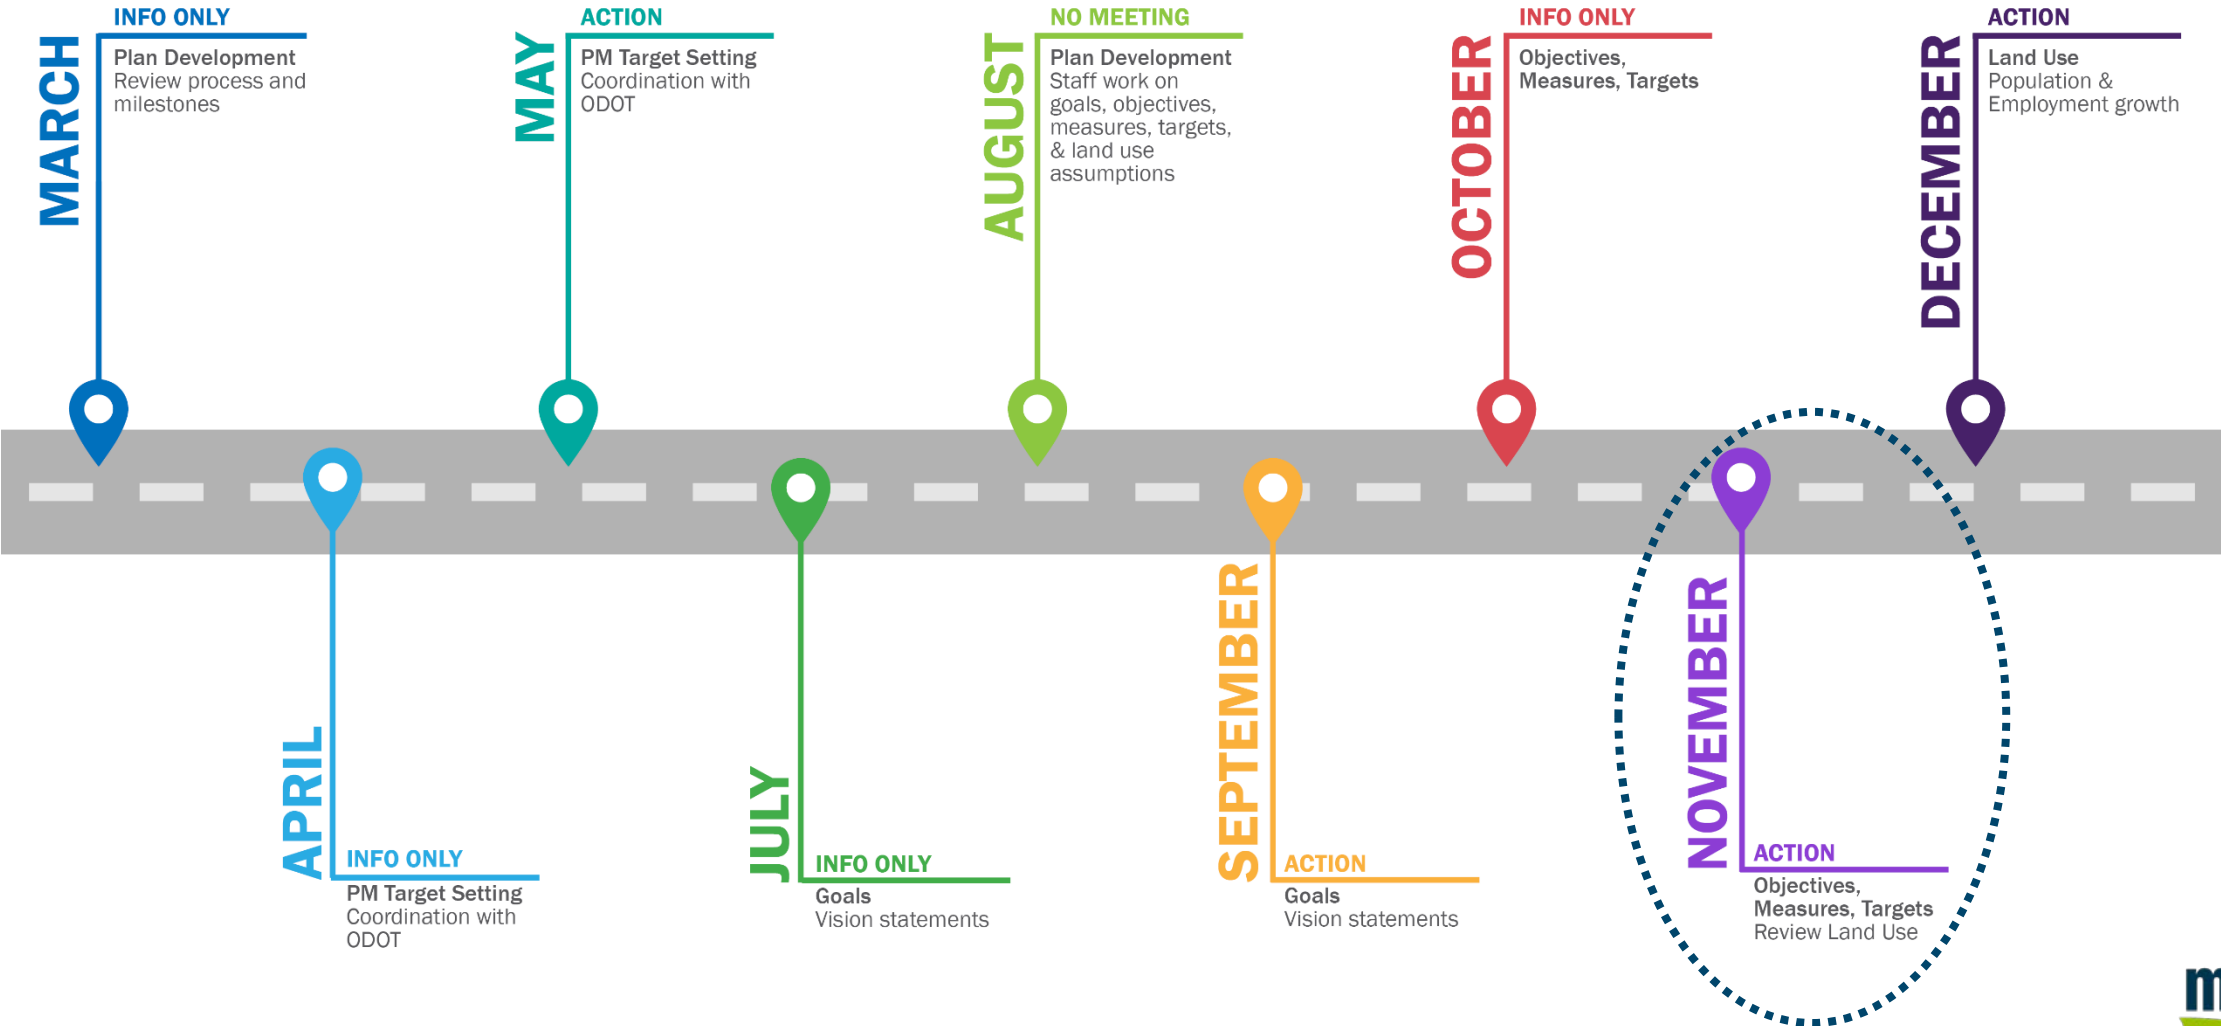 INFO ONLY
MARCH
Plan Development
Review process and
milestones
ACTION
MAY
PM Target Setting
Coordination with
ODOT
NO MEETING
AUGUST
Plan Development
Staff work on
goals, objectives,
measures, targets,
& land use
assumptions
INFO ONLY
OCTOBER
Objectives,
Measures, Targets
ACTION
DECEMBER
Land Use
Population &
Employment growth
APRIL
INFO ONLY
PM Target Setting
Coordination with
ODOT
JULY
INFO ONLY
Goals
Vision statements
SEPTEMBER
ACTION
Goals
Vision statements
NOVEMBER
ACTION
Objectives,
Measures, Targets
Review Land Use